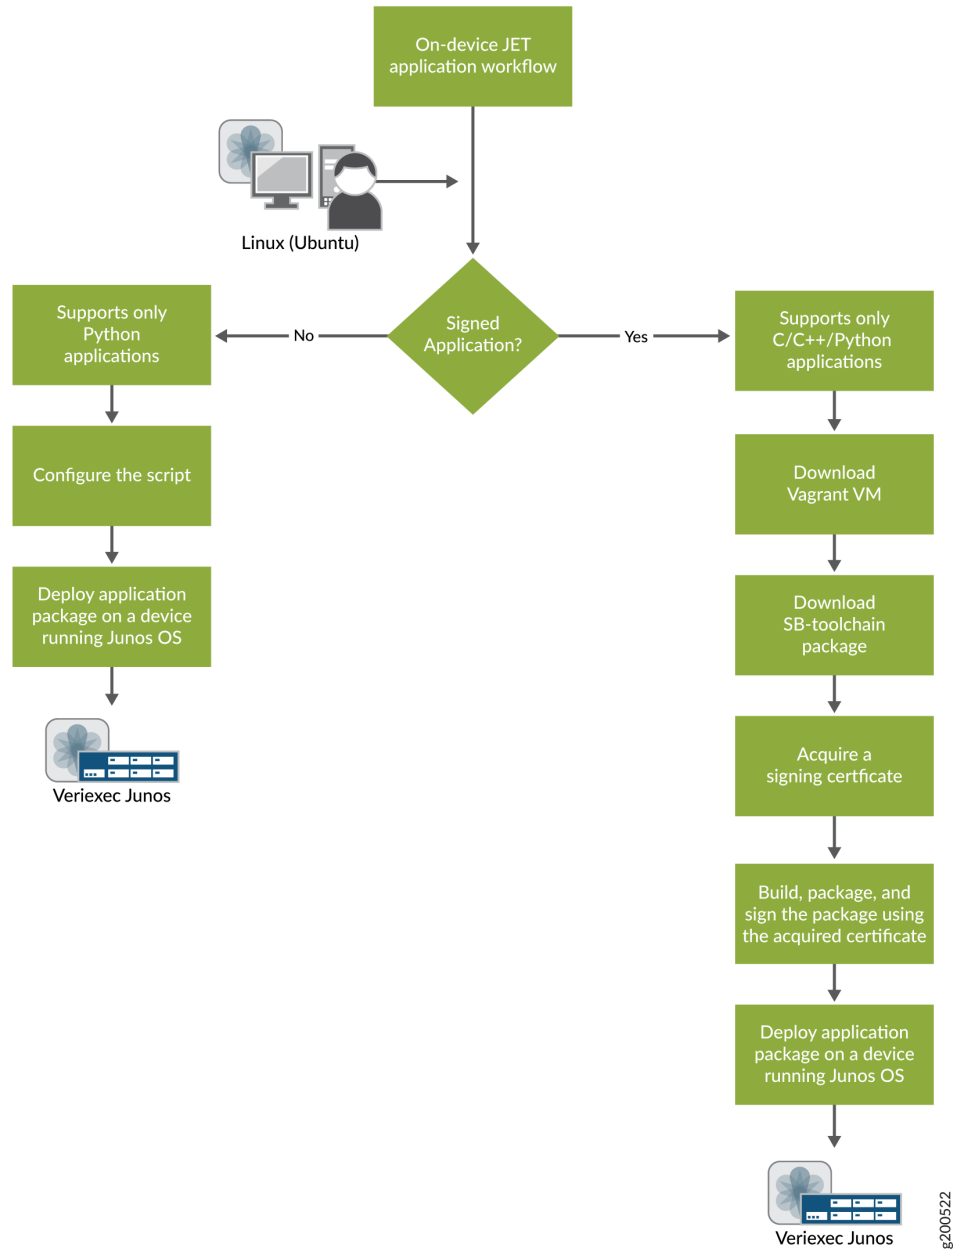 On-device JET
application workflow
Linux (Ubuntu)
Signed
Application?
No
Yes
Supports only
Python
applications
Configure the script
Deploy application
package on a device
running Junos OS
Veriexec Junos
Supports only
C/C++/Python
applications
Download
Vagrant VM
Download
SB-toolchain
package
Acquire a
signing certficate
Build, package, and
sign the package using
the acquired certificate
Deploy application
package on a device
running Junos OS
Veriexec Junos
g200522